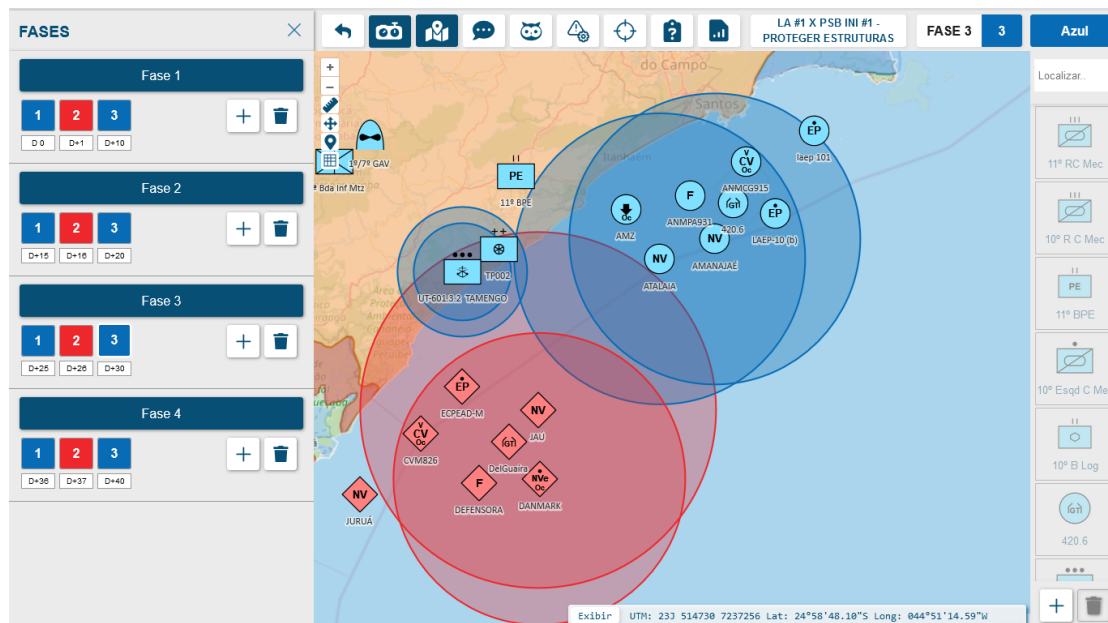 FASES
Fase 1
1 2 3
D 0 D+1 D+10
Fase 2
1 2 3
D+15 D+16 D+20
Fase 3
1 2 3
D+25 D+26 D+30
Fase 4
1 2 3
D+36 D+37 D+40
LA #1 X PSB INI #1 -
PROTEGER ESTRUTURAS
FASE 3 3
Azul
do Campo
Santos
Itanhaém
1º/7º GAV
ª Bda Inf Mtz
PE
11º BPE
EP
laep 101
V
CV
Oc
ANMCG915
F
ANMPA931
GT
420.6
EP
LAEP-10 (b)
Oc
AMZ
NV
AMANAJAÉ
NV
ATALAIA
TP002
UT-601.3.2 TAMENGO
EP
ECPEAD-M
NV
JAU
V
CV
Oc
CVM826
GT
DelGuaíra
F
DEFENSORA
NVe
Oc
DANMARK
NV
JURUÁ
Localizar..
11º RC Mec
10º R C Mec
PE
11º BPE
10º Esqd C Me
10º B Log
GT
420.6
Exibir UTM: 23J 514730 7237256 Lat: 24°58'48.10"S Long: 044°51'14.59"W